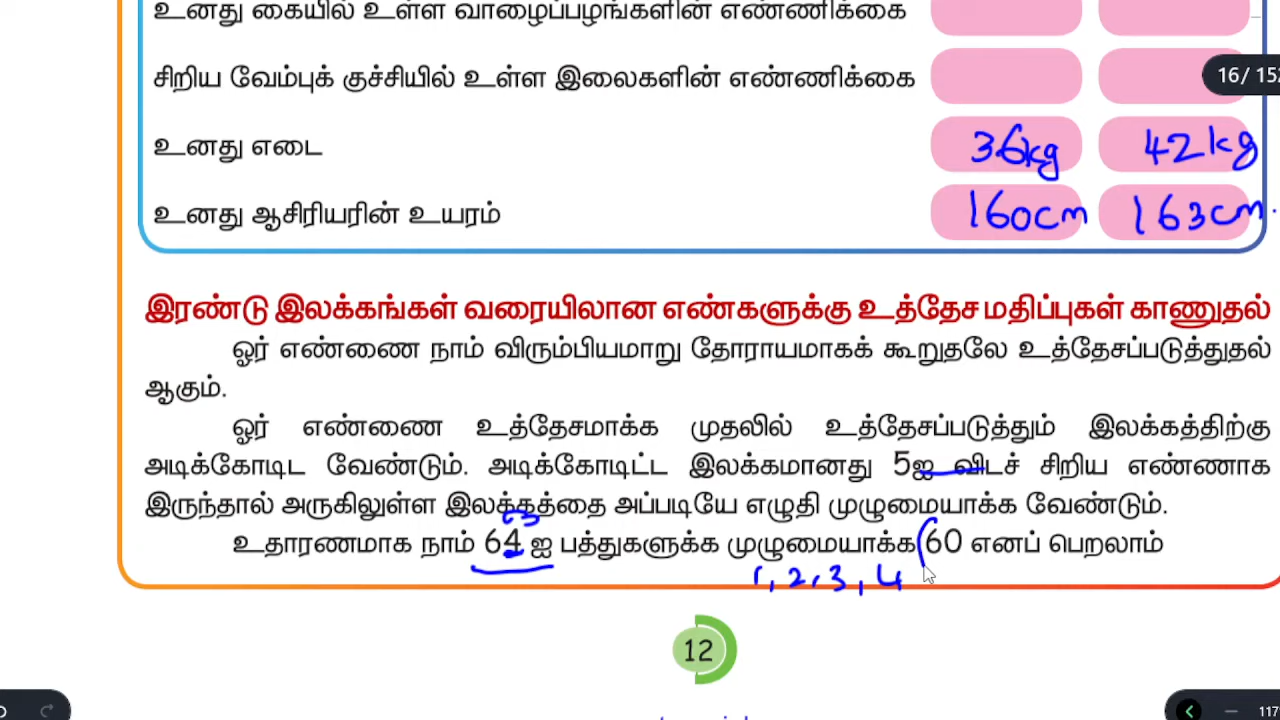 உனது கையில் உள்ள வாழைப்பழங்களின் எண்ணிக்கை
16/ 152
சிறிய வேம்புக் குச்சியில் உள்ள இலைகளின் எண்ணிக்கை
உனது எடை 36kg 42kg
உனது ஆசிரியரின் உயரம் 160cm 163cm.
இரண்டு இலக்கங்கள் வரையிலான எண்களுக்கு உத்தேச மதிப்புகள் காணுதல்
ஓர் எண்ணை நாம் விரும்பியமாறு தோராயமாகக் கூறுதலே உத்தேசப்படுத்துதல்
ஆகும்.
ஓர் எண்ணை உத்தேசமாக்க முதலில் உத்தேசப்படுத்தும் இலக்கத்திற்கு
அடிக்கோடிட வேண்டும். அடிக்கோடிட்ட இலக்கமானது 5ஐ விடச் சிறிய எண்ணாக
இருந்தால் அருகிலுள்ள இலக்கத்தை அப்படியே எழுதி முழுமையாக்க வேண்டும்.
உதாரணமாக நாம் 64 ஐ பத்துகளுக்க முழுமையாக்க 60 எனப் பெறலாம்
1, 2, 3, 4
12
117